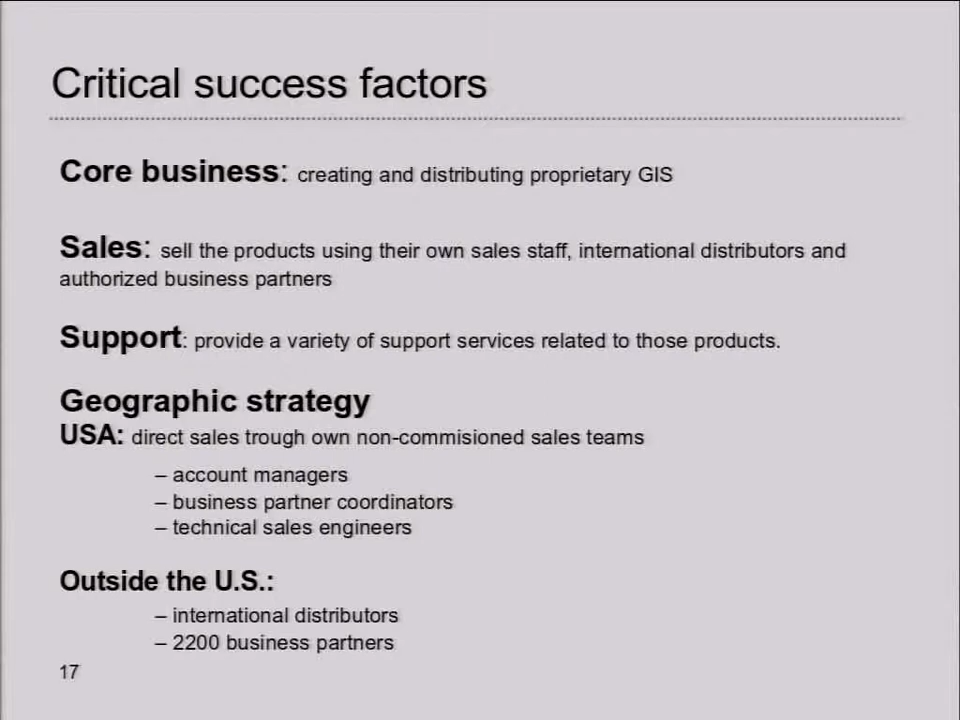 Critical success factors
Core business: creating and distributing proprietary GIS
Sales: sell the products using their own sales staff, international distributors and
authorized business partners
Support: provide a variety of support services related to those products.
Geographic strategy
USA: direct sales trough own non-commisioned sales teams
– account managers
– business partner coordinators
– technical sales engineers
Outside the U.S.:
– international distributors
– 2200 business partners
17